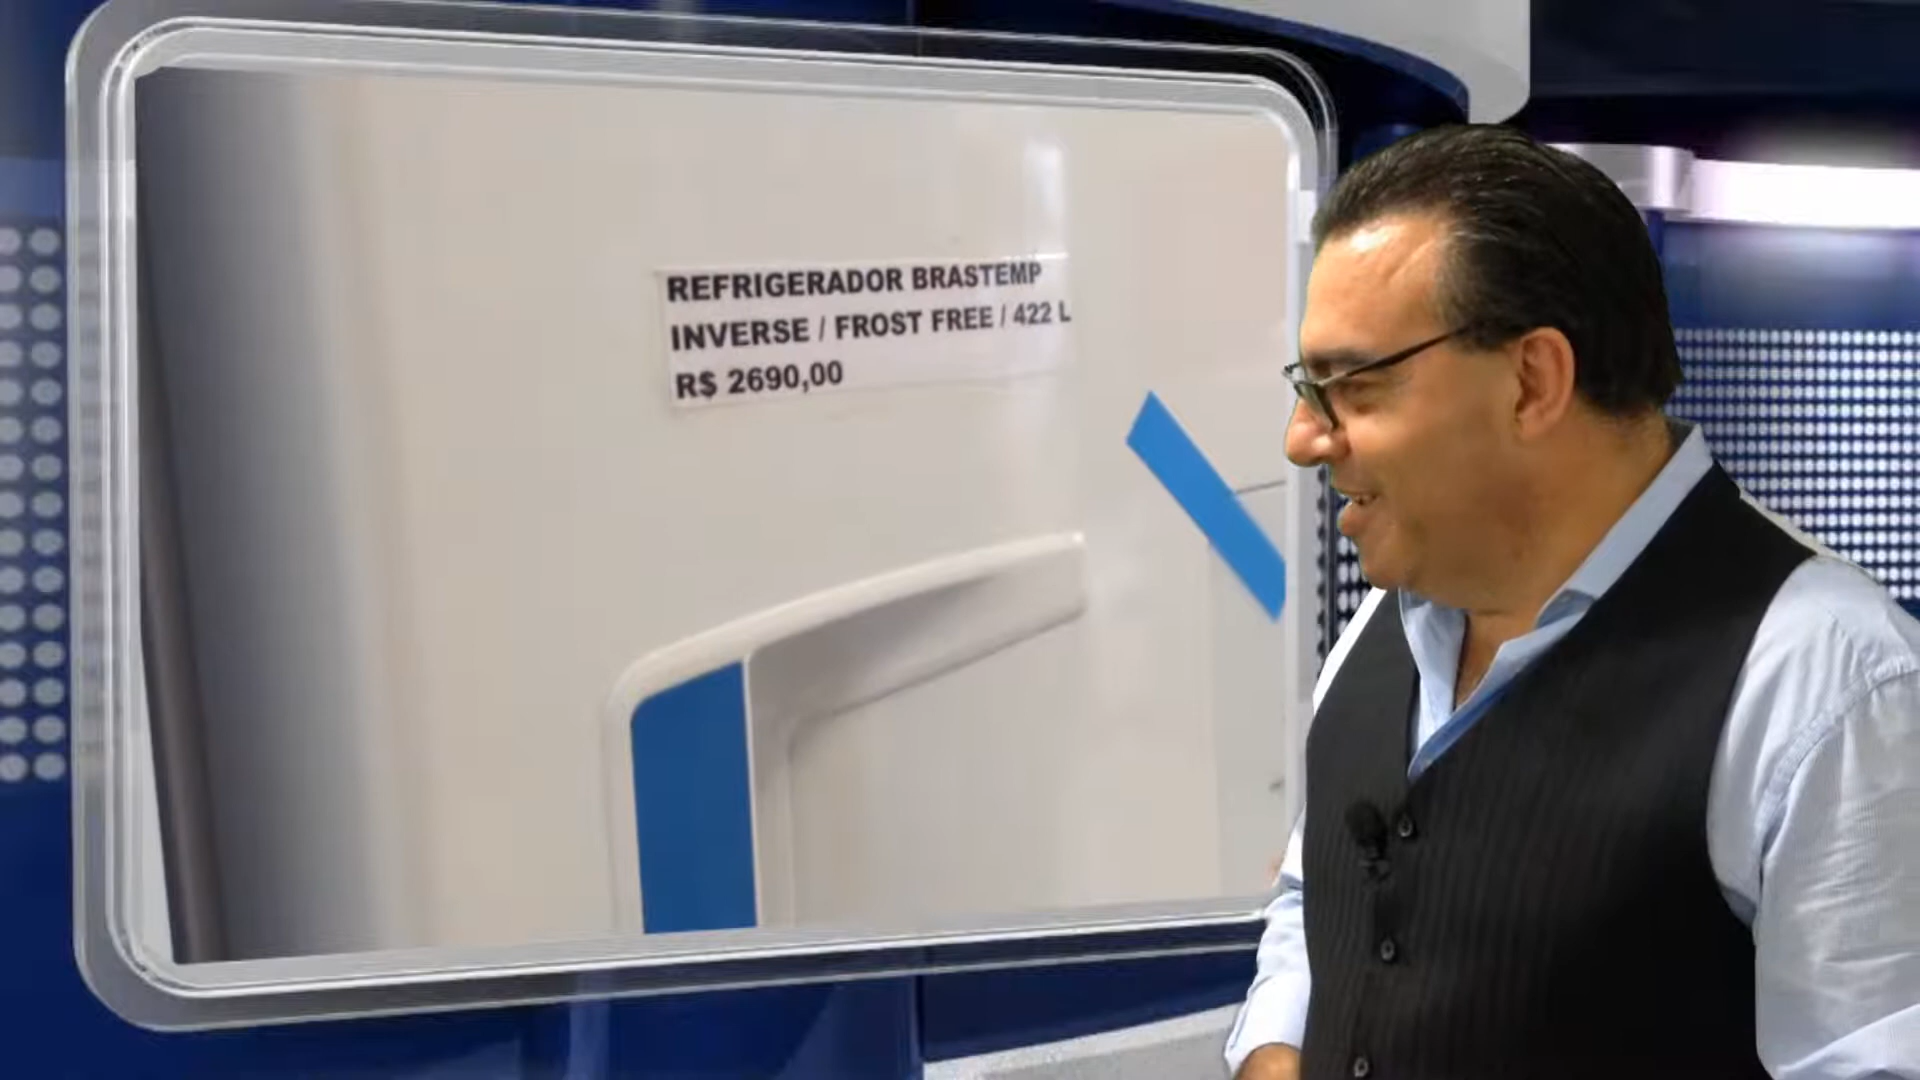 REFRIGERADOR BRASTEMP
INVERSE / FROST FREE / 422 L
R$ 2690,00